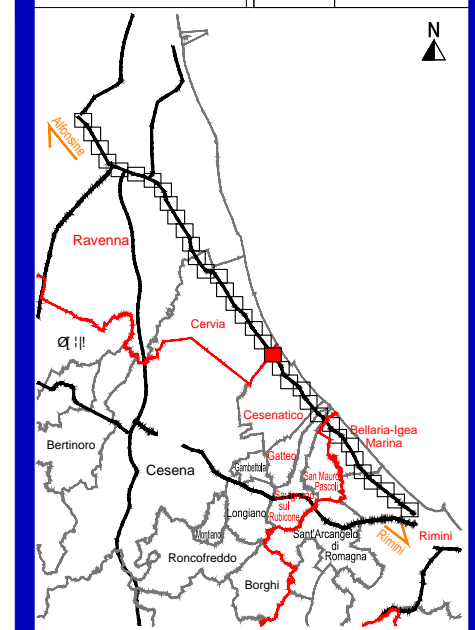 N
Alfonsine
Ravenna
Cervia
Cesenatico
Bellaria-Igea
Marina
Bertinoro
Cesena
Gatteo
Gambettola
San Mauro
Pascoli
Savignano
sul
Rubicone
Longiano
Montiano
Sant'Arcangelo
di
Romagna
Rimini
Rimini
Roncofreddo
Borghi